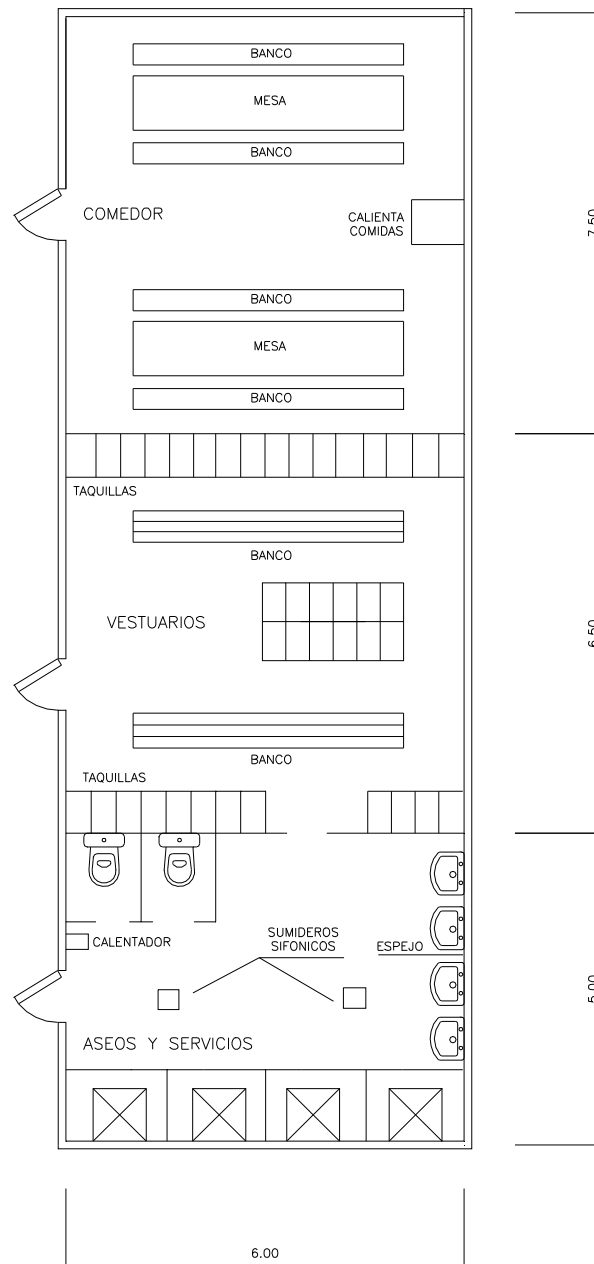 BANCO
MESA
BANCO
COMEDOR
CALIENTA
COMIDAS
7.50
BANCO
MESA
BANCO
TAQUILLAS
BANCO
VESTUARIOS
6.50
BANCO
TAQUILLAS
SUMIDEROS
SIFONICOS
CALENTADOR
ESPEJO
5.00
ASEOS Y SERVICIOS
6.00